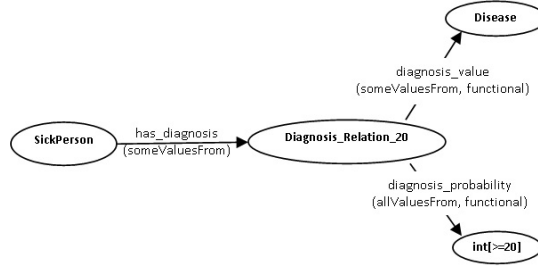 Disease
diagnosis_value
(someValuesFrom, functional)
SickPerson
has_diagnosis
(someValuesFrom)
Diagnosis_Relation_20
diagnosis_probability
(allValuesFrom, functional)
int[>=20]